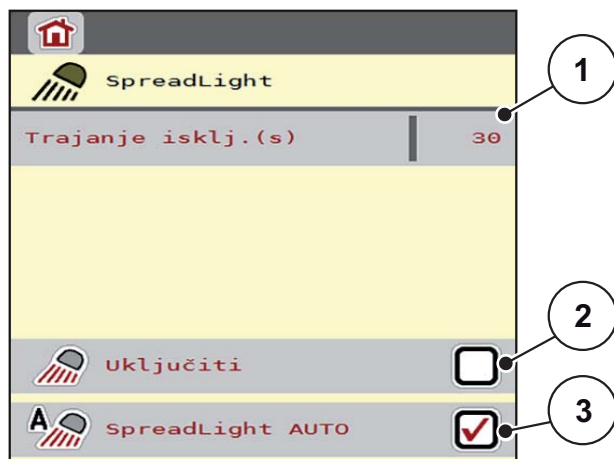 SpreadLight
Trajanje isklj.(s) 30
Uključiti
A SpreadLight AUTO
1
2
3